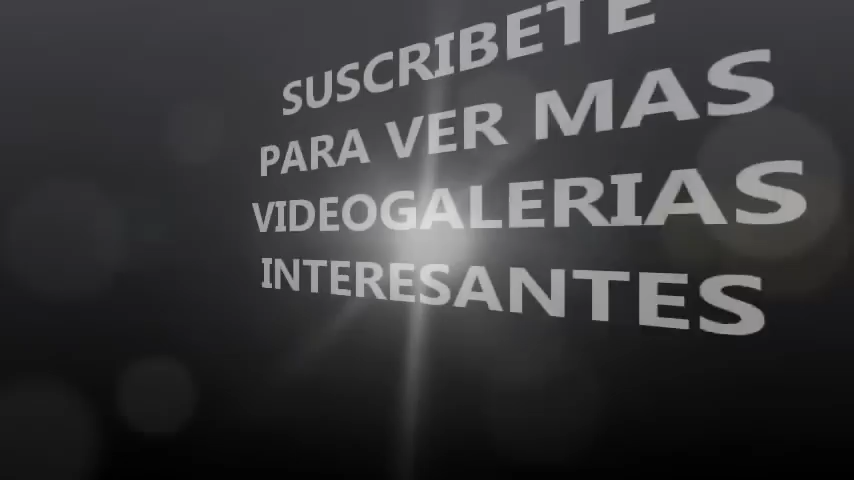 SUSCRIBETE
PARA VER MAS
VIDEOGALERIAS
INTERESANTES